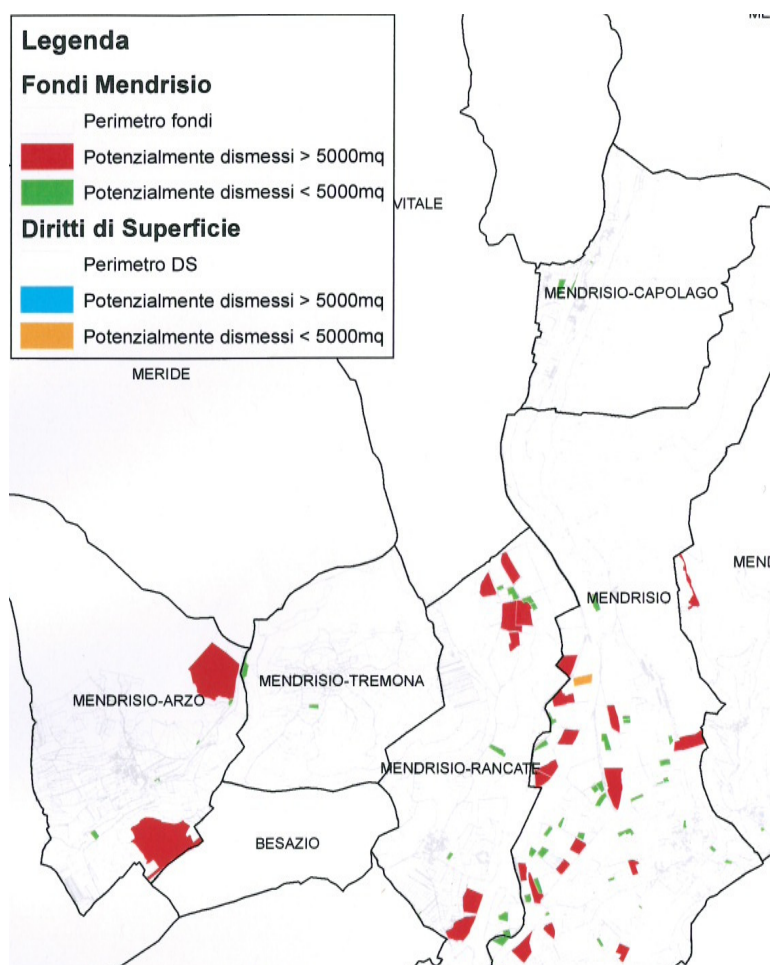 Legenda
Fondi Mendrisio
Perimetro fondi
Potenzialmente dismessi > 5000mq
Potenzialmente dismessi < 5000mq
Diritti di Superficie
Perimetro DS
Potenzialmente dismessi > 5000mq
Potenzialmente dismessi < 5000mq
VITALE
MENDRISIO-CAPOLAGO
MERIDE
MEND
MENDRISIO
MENDRISIO-TREMONA
MENDRISIO-ARZO
MENDRISIO-RANCATE
BESAZIO